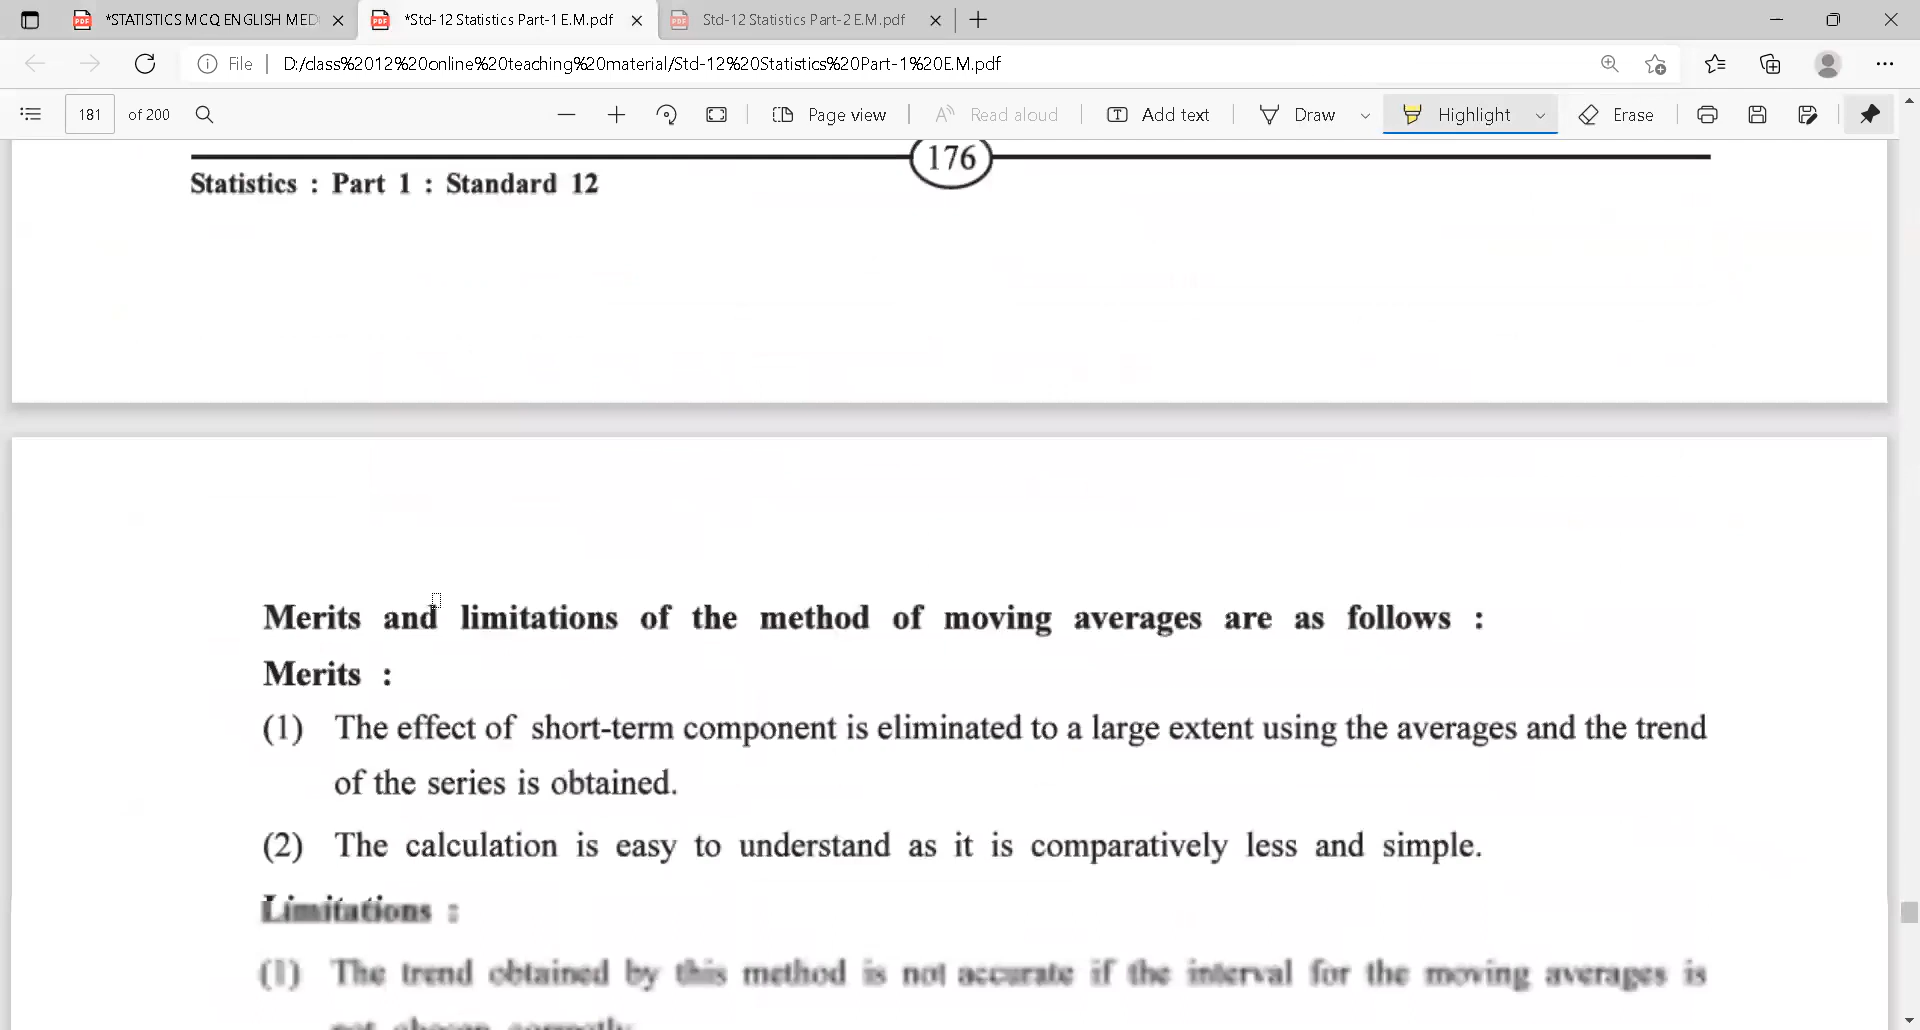 *STATISTICS MCQ ENGLISH MED
*Std-12 Statistics Part-1 E.M.pdf
Std-12 Statistics Part-2 E.M.pdf
File
D:/class%2012%20online%20teaching%20material/Std-12%20Statistics%20Part-1%20E.M.pdf
181 of 200
Page view
Read aloud
Add text
Draw
Highlight
Erase
176
Statistics : Part 1 : Standard 12
Merits and limitations of the method of moving averages are as follows :
Merits :
(1) The effect of short-term component is eliminated to a large extent using the averages and the trend
of the series is obtained.
(2) The calculation is easy to understand as it is comparatively less and simple.
Limitations :
(1) The trend obtained by this method is not accurate if the interval for the moving averages is
not chosen correctly.